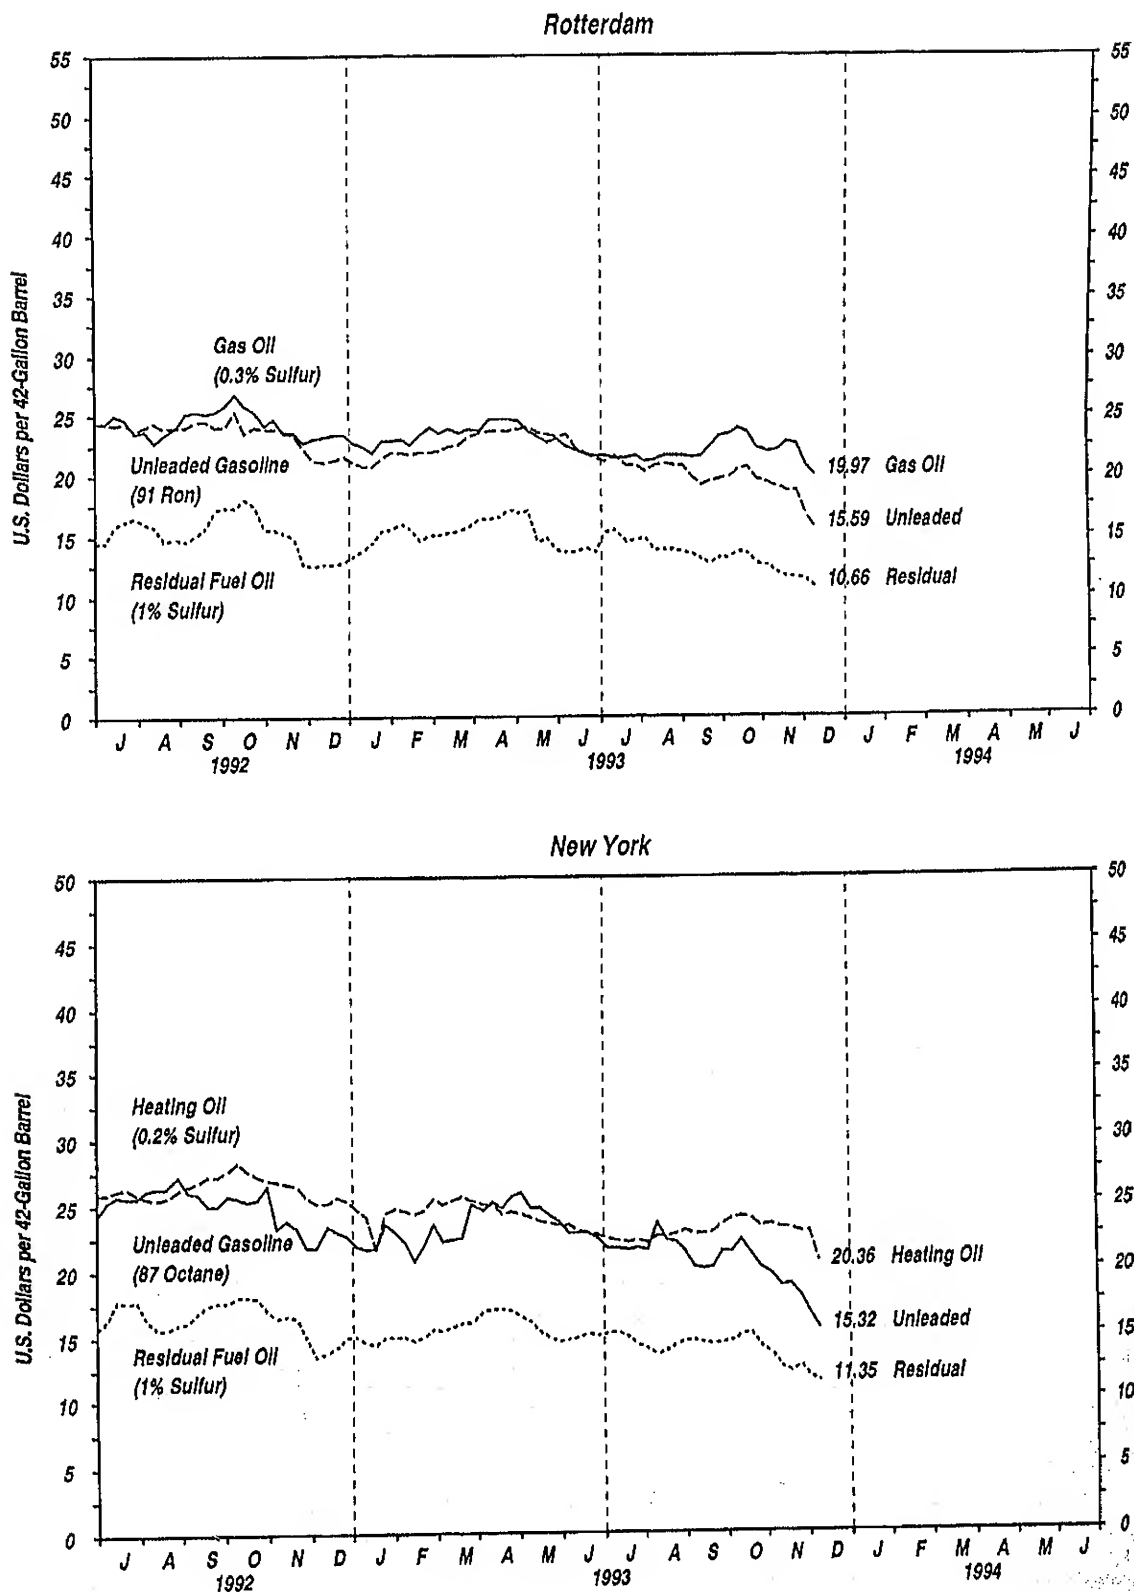 Rotterdam
55 55
50 50
45 45
40 40
35 35
30 30
25 25
20 20
15 15
10 10
5 5
0 0
U.S. Dollars per 42-Gallon Barrel
Gas Oil
(0.3% Sulfur)
Unleaded Gasoline
(91 Ron)
Residual Fuel Oil
(1% Sulfur)
19.97 Gas Oil
15.59 Unleaded
10.66 Residual
J A S O N D J F M A M J J A S O N D J F M A M J
1992 1993 1994
New York
50 50
45 45
40 40
35 35
30 30
25 25
20 20
15 15
10 10
5 5
0 0
U.S. Dollars per 42-Gallon Barrel
Heating Oil
(0.2% Sulfur)
Unleaded Gasoline
(87 Octane)
Residual Fuel Oil
(1% Sulfur)
20.36 Heating Oil
15.32 Unleaded
11.35 Residual
J A S O N D J F M A M J J A S O N D J F M A M J
1992 1993 1994